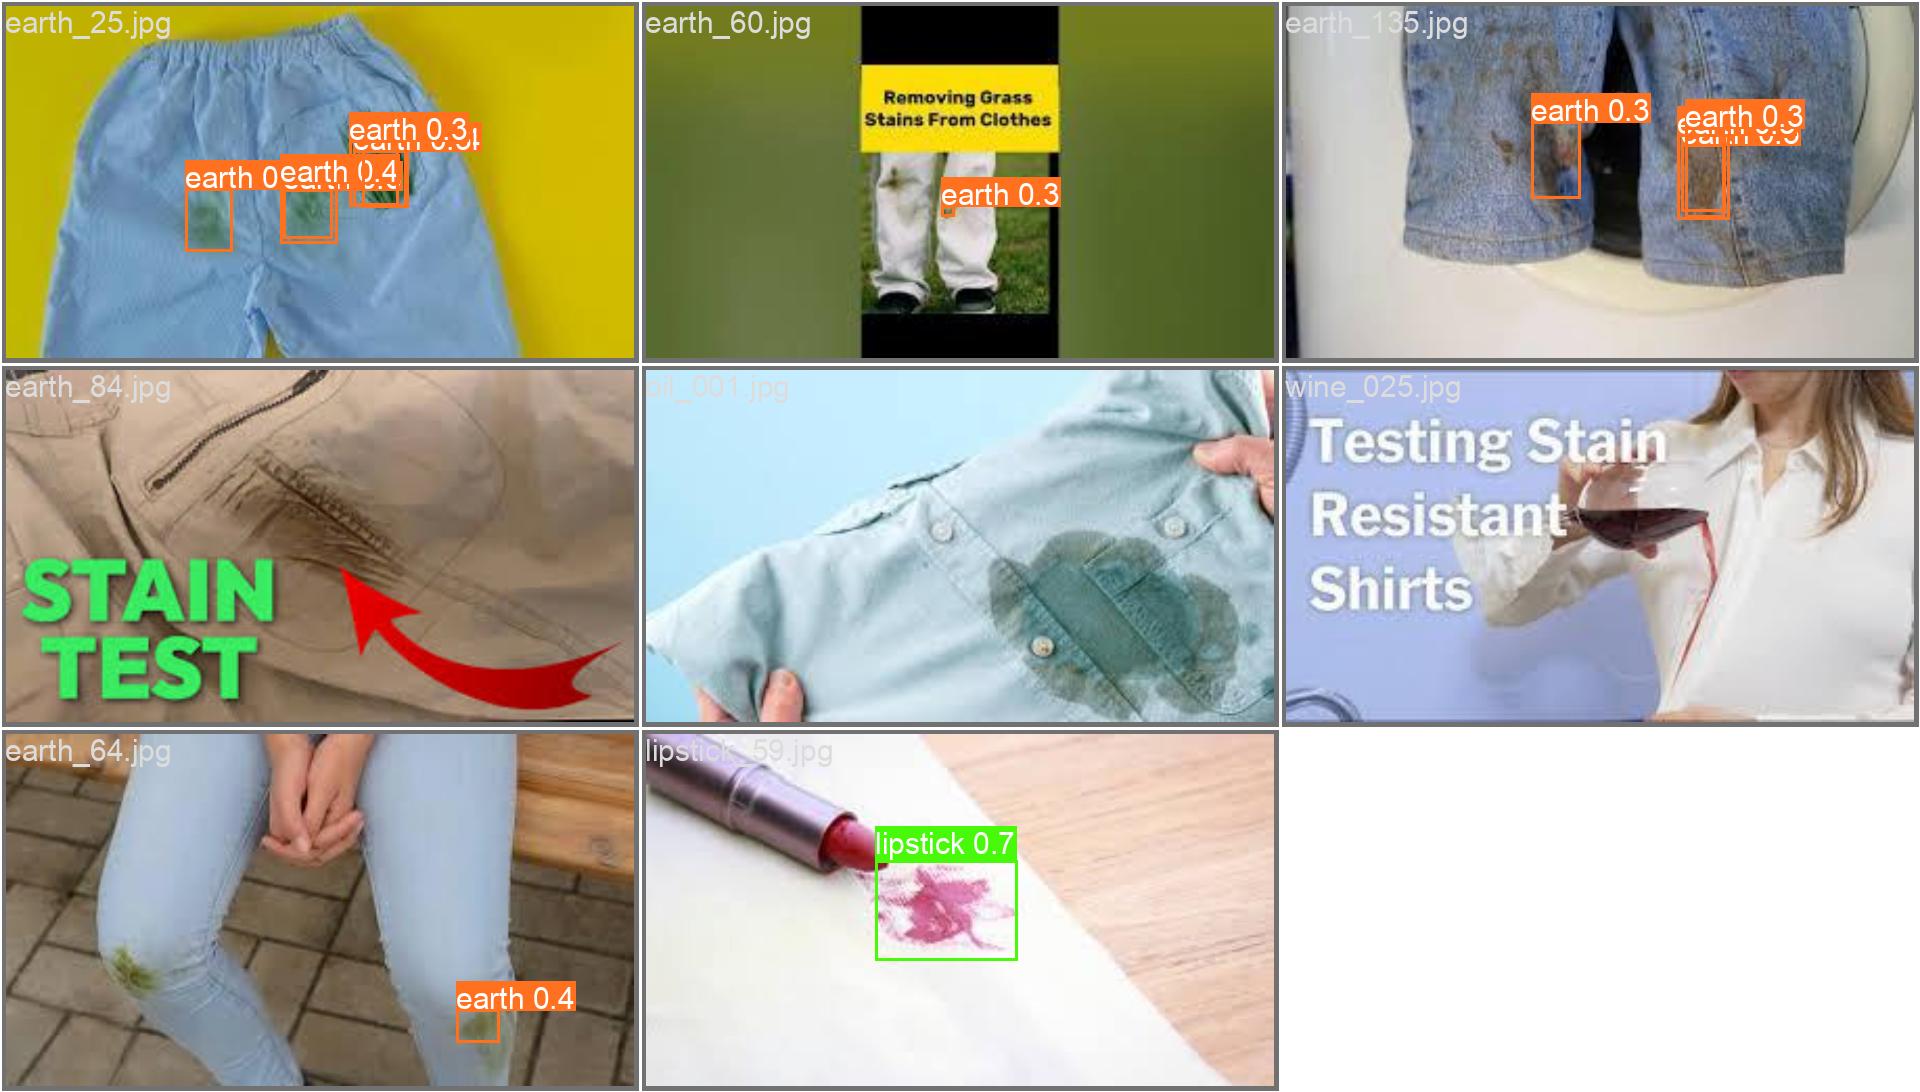 earth_25.jpg
earth 0.3
earth 0
earth 0.4
earth_60.jpg
Removing Grass
Stains From Clothes
earth 0.3
earth_135.jpg
earth 0.3
earth 0.3
earth_84.jpg
STAIN
TEST
oil_001.jpg
wine_025.jpg
Testing Stain
Resistant
Shirts
earth_64.jpg
earth 0.4
lipstick_59.jpg
lipstick 0.7